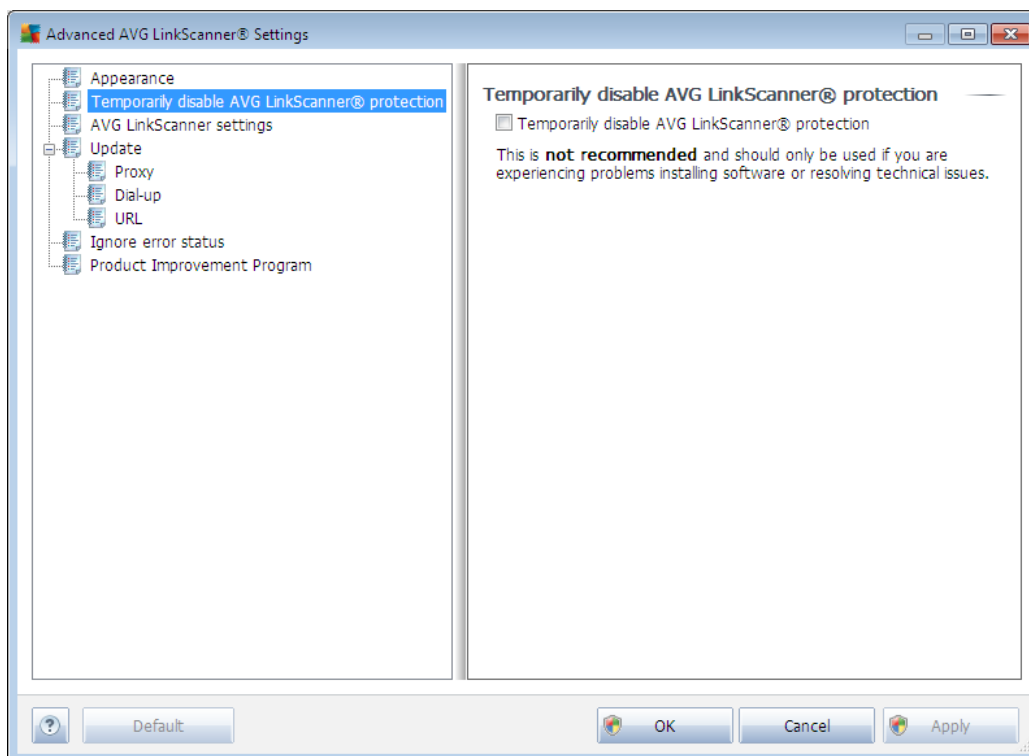 Advanced AVG LinkScanner® Settings
Appearance
Temporarily disable AVG LinkScanner® protection
AVG LinkScanner settings
Update
Proxy
Dial-up
URL
Ignore error status
Product Improvement Program
Temporarily disable AVG LinkScanner® protection
Temporarily disable AVG LinkScanner® protection
This is not recommended and should only be used if you are
experiencing problems installing software or resolving technical issues.
? Default OK Cancel Apply